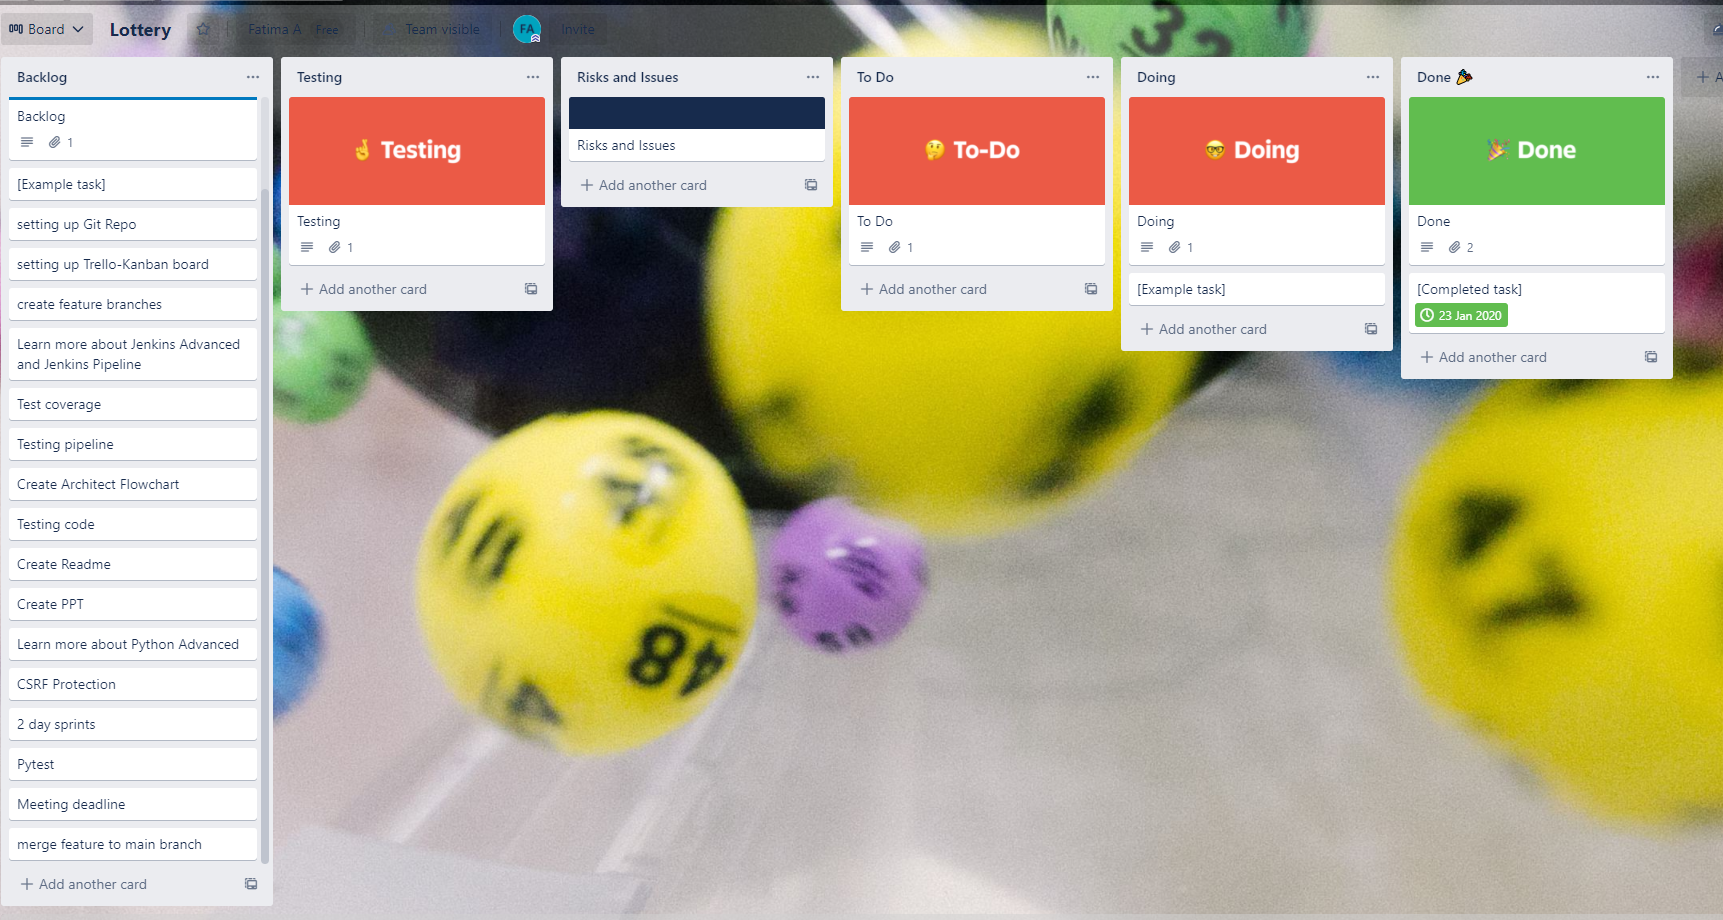 Board
Lottery
Fatima A
Free
Team visible
FA
Invite
Backlog
Backlog
1
[Example task]
setting up Git Repo
setting up Trello-Kanban board
create feature branches
Learn more about Jenkins Advanced
and Jenkins Pipeline
Test coverage
Testing pipeline
Create Architect Flowchart
Testing code
Create Readme
Create PPT
Learn more about Python Advanced
CSRF Protection
2 day sprints
Pytest
Meeting deadline
merge feature to main branch
+ Add another card
Testing
🤞 Testing
Testing
1
+ Add another card
Risks and Issues
Risks and Issues
+ Add another card
To Do
🤔 To-Do
To Do
1
+ Add another card
Doing
🤓 Doing
Doing
1
[Example task]
+ Add another card
Done 🎉
🎉 Done
Done
2
[Completed task]
23 Jan 2020
+ Add another card
+ A
48